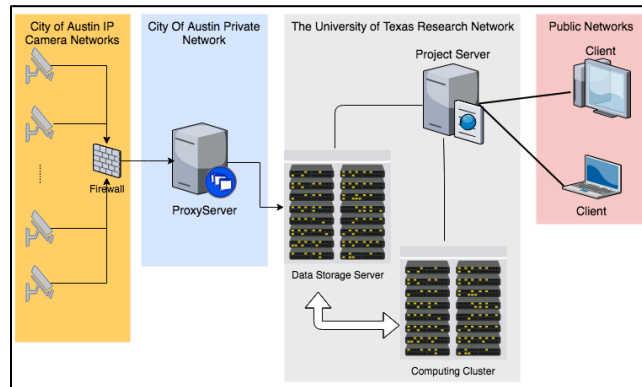 City of Austin IP
Camera Networks
Firewall
City Of Austin Private
Network
ProxyServer
The University of Texas Research Network
Project Server
Data Storage Server
Computing Cluster
Public Networks
Client
Client